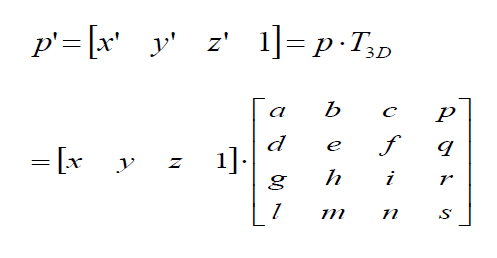 p'=[x' y' z' 1]=p·T3D
=[x y z 1]·[a b c p
d e f q
g h i r
l m n s]